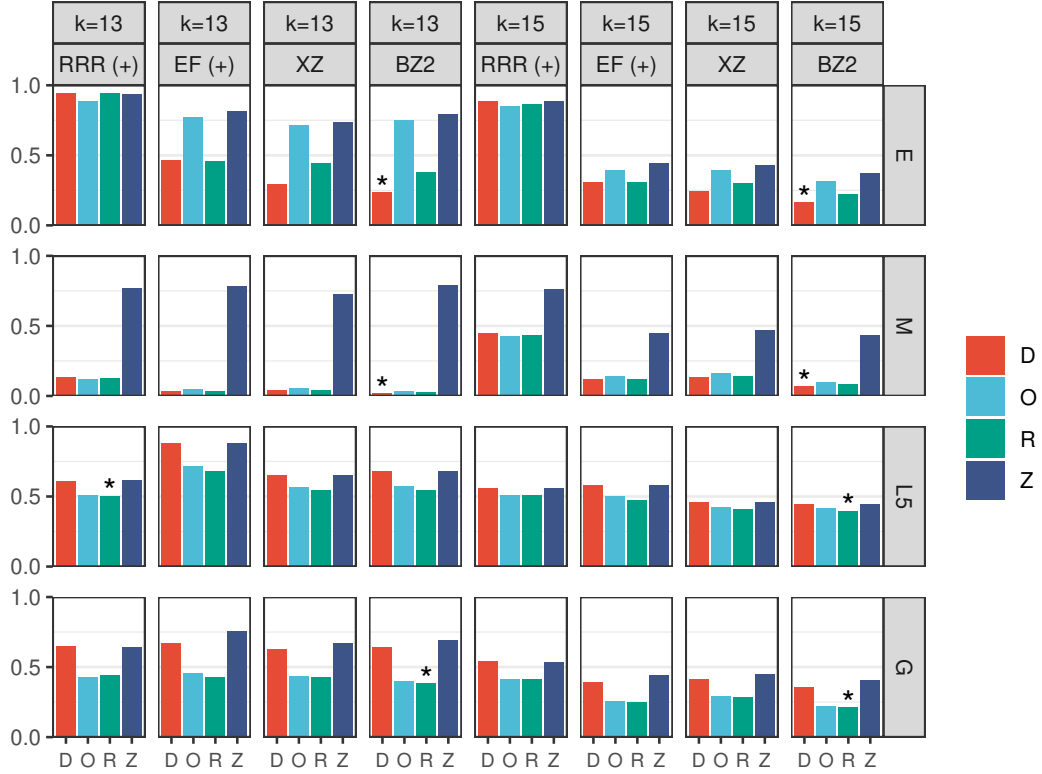 k=13 k=13 k=13 k=13 k=15 k=15 k=15 k=15
RRR (+) EF (+) XZ BZ2 RRR (+) EF (+) XZ BZ2
1.0
0.5
0.0
* *
E
1.0
0.5
0.0
* *
M
1.0
0.5
0.0
* *
L5
1.0
0.5
0.0
* *
G
D O R Z D O R Z D O R Z D O R Z D O R Z D O R Z D O R Z D O R Z
D
O
R
Z